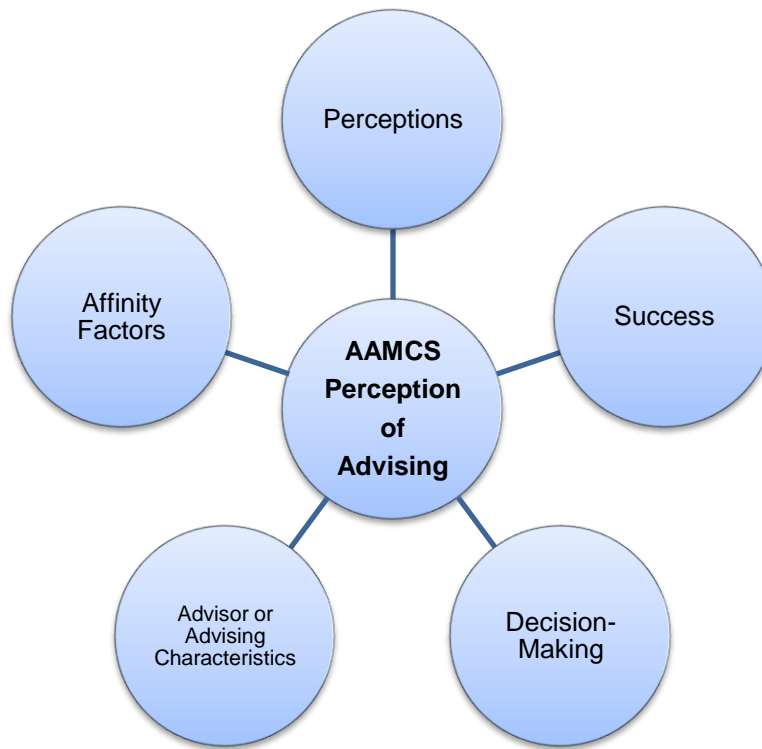 Perceptions
Affinity
Factors
Success
AAMCS
Perception
of
Advising
Advisor or
Advising
Characteristics
Decision-
Making